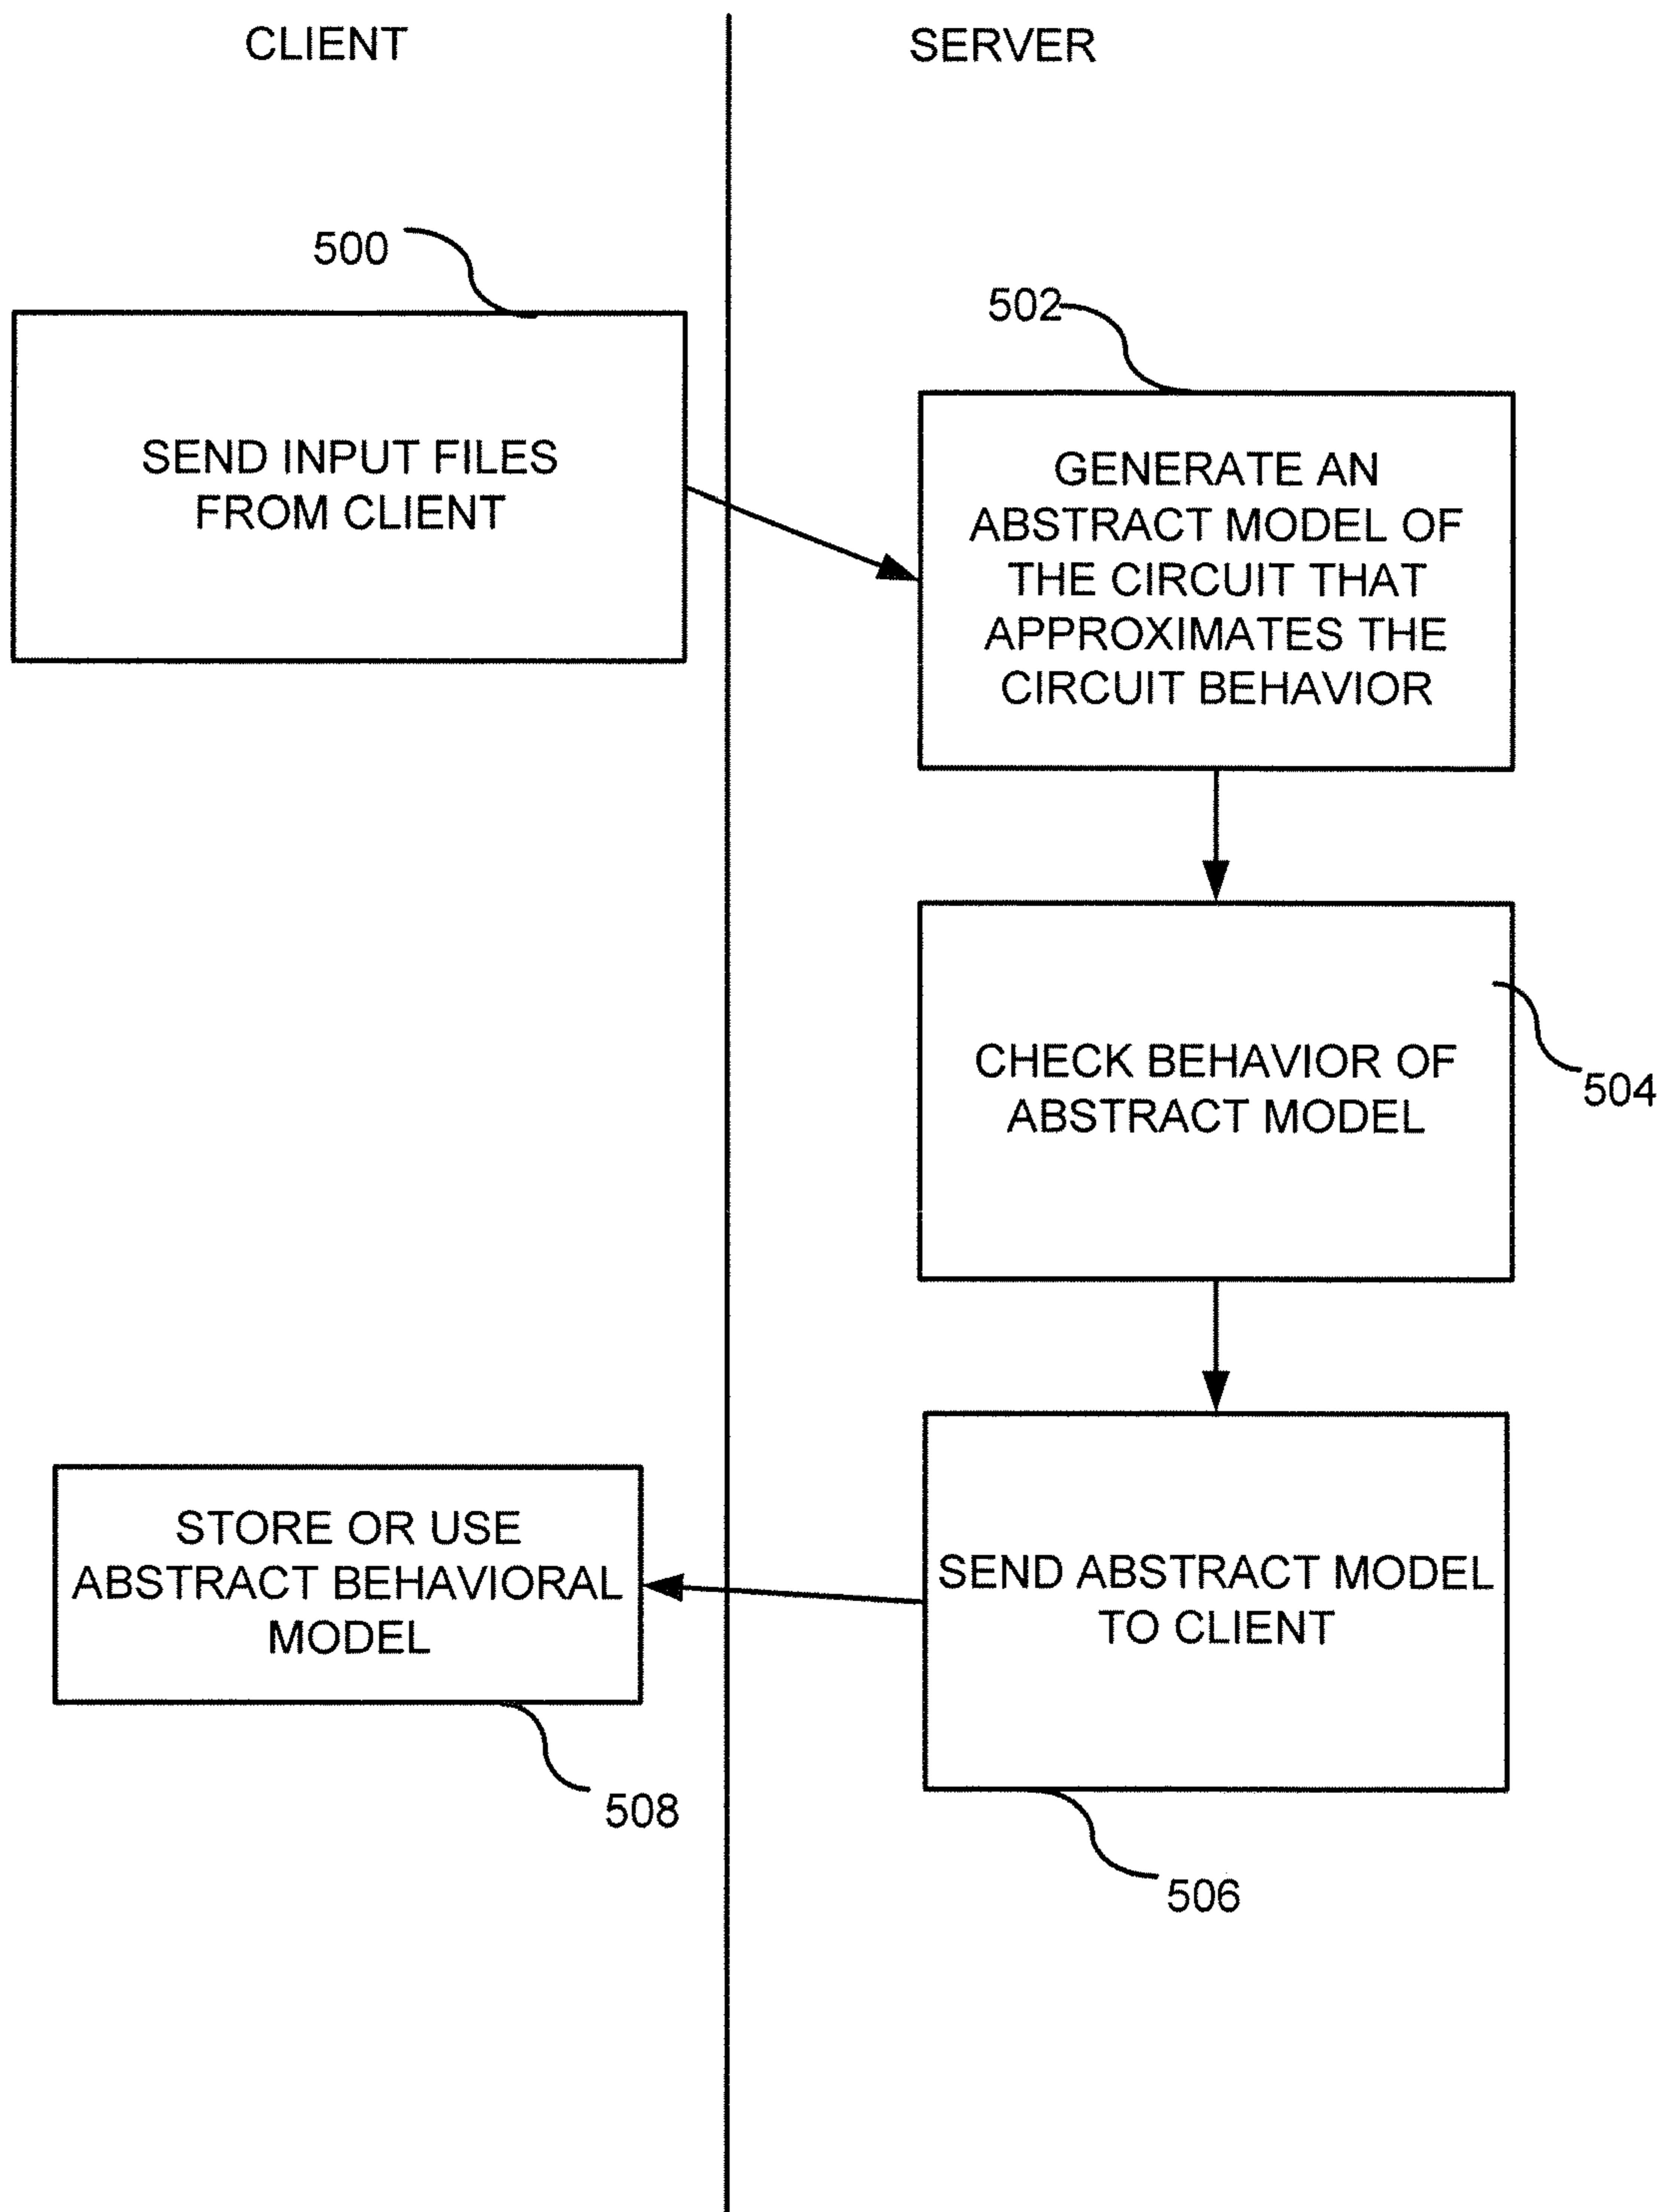 CLIENT
SERVER
500
SEND INPUT FILES
FROM CLIENT
502
GENERATE AN
ABSTRACT MODEL OF
THE CIRCUIT THAT
APPROXIMATES THE
CIRCUIT BEHAVIOR
CHECK BEHAVIOR OF
ABSTRACT MODEL
504
SEND ABSTRACT MODEL
TO CLIENT
506
STORE OR USE
ABSTRACT BEHAVIORAL
MODEL
508